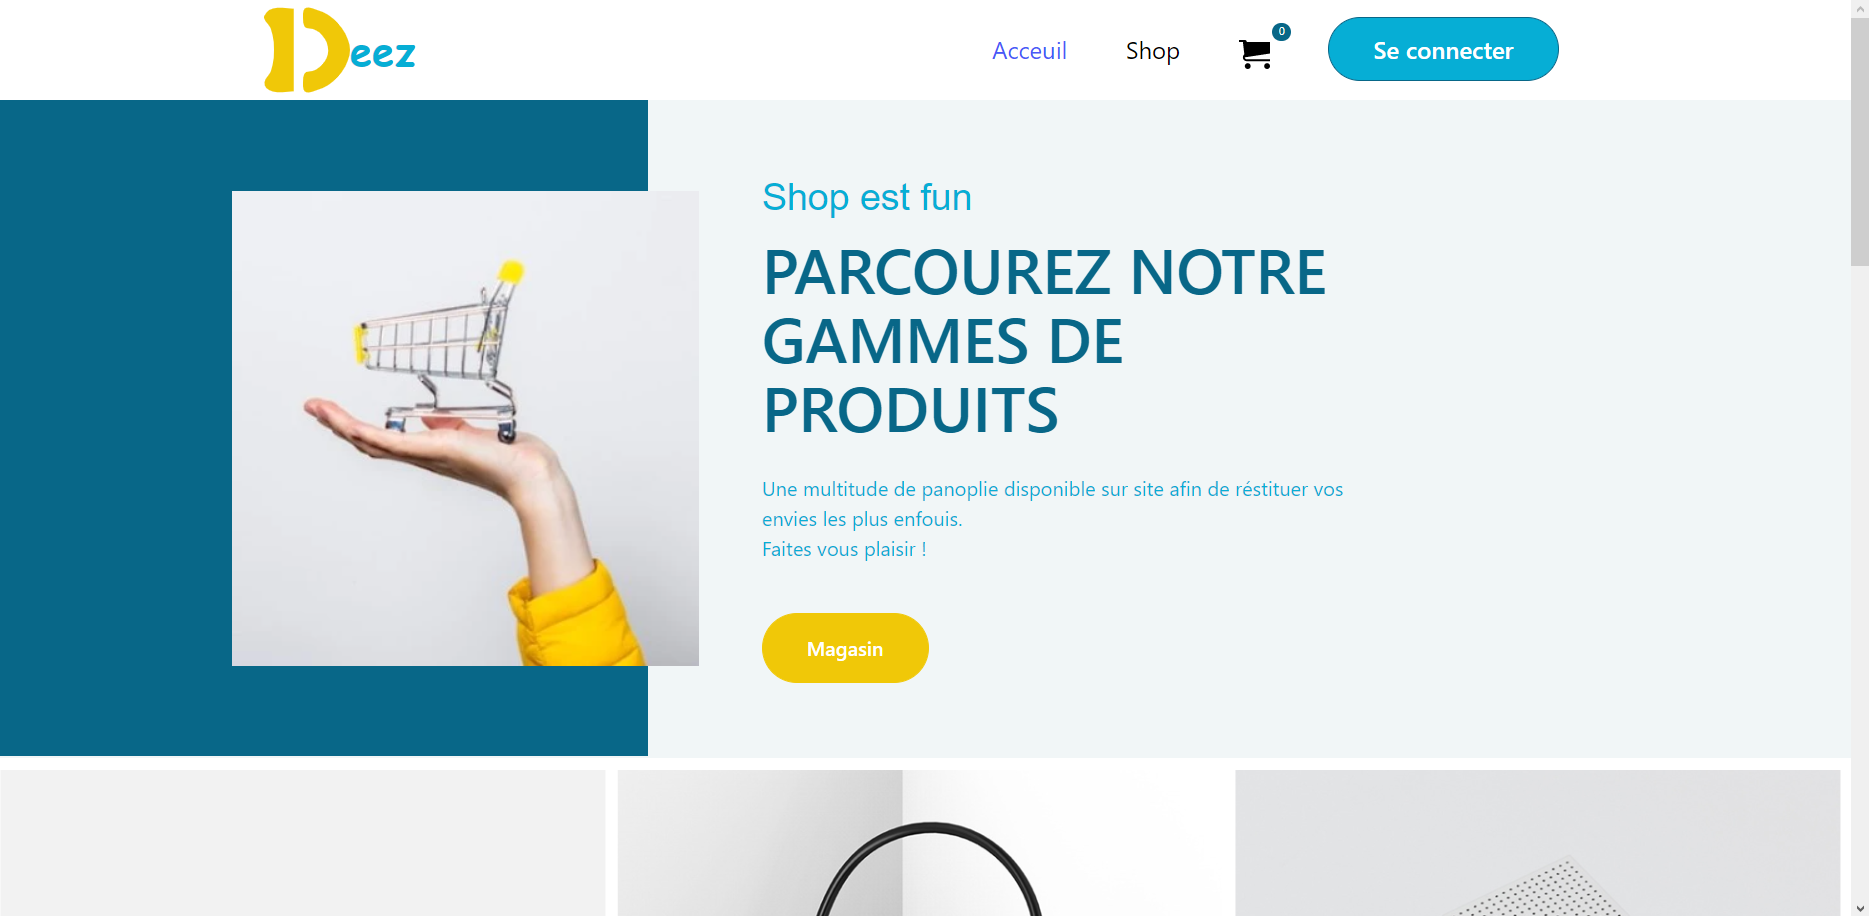 Deez
Acceuil
Shop
0
Se connecter
Shop est fun
PARCOUREZ NOTRE
GAMMES DE
PRODUITS
Une multitude de panoplie disponible sur site afin de réstituer vos
envies les plus enfouis.
Faites vous plaisir !
Magasin